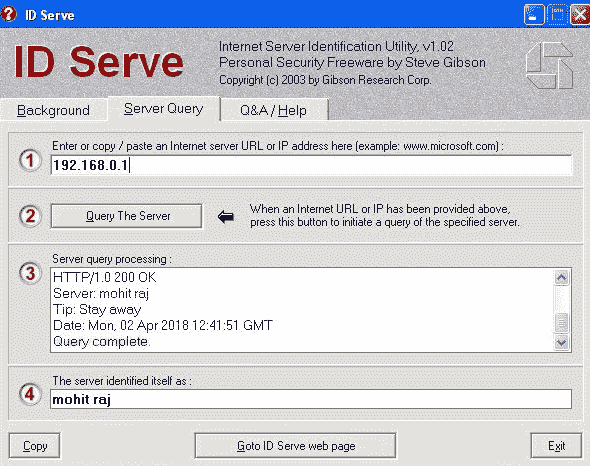 ID Serve
ID Serve
Internet Server Identification Utility, v1.02
Personal Security Freeware by Steve Gibson
Copyright (c) 2003 by Gibson Research Corp.
Background
Server Query
Q&A / Help
1
Enter or copy / paste an Internet server URL or IP address here (example: www.microsoft.com) :
192.168.0.1
2
Query The Server
When an Internet URL or IP has been provided above,
press this button to initiate a query of the specified server.
3
Server query processing :
HTTP/1.0 200 OK
Server: mohit raj
Tip: Stay away
Date: Mon, 02 Apr 2018 12:41:51 GMT
Query complete.
4
The server identified itself as :
mohit raj
Copy
Goto ID Serve web page
Exit